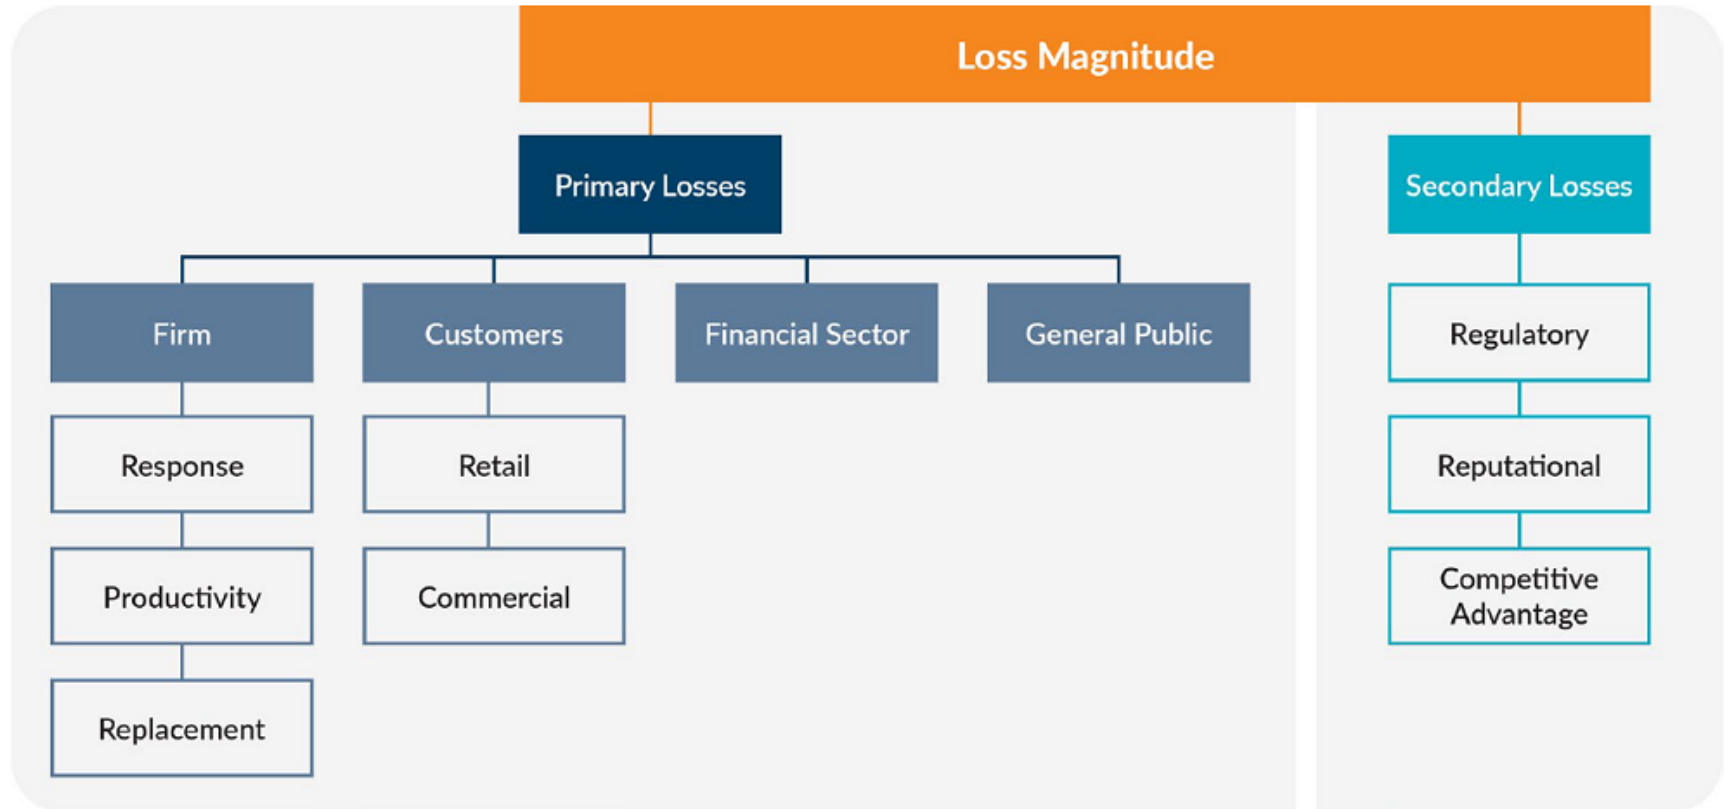 Loss Magnitude
Primary Losses
Secondary Losses
Firm
Customers
Financial Sector
General Public
Regulatory
Response
Retail
Reputational
Productivity
Commercial
Competitive
Advantage
Replacement